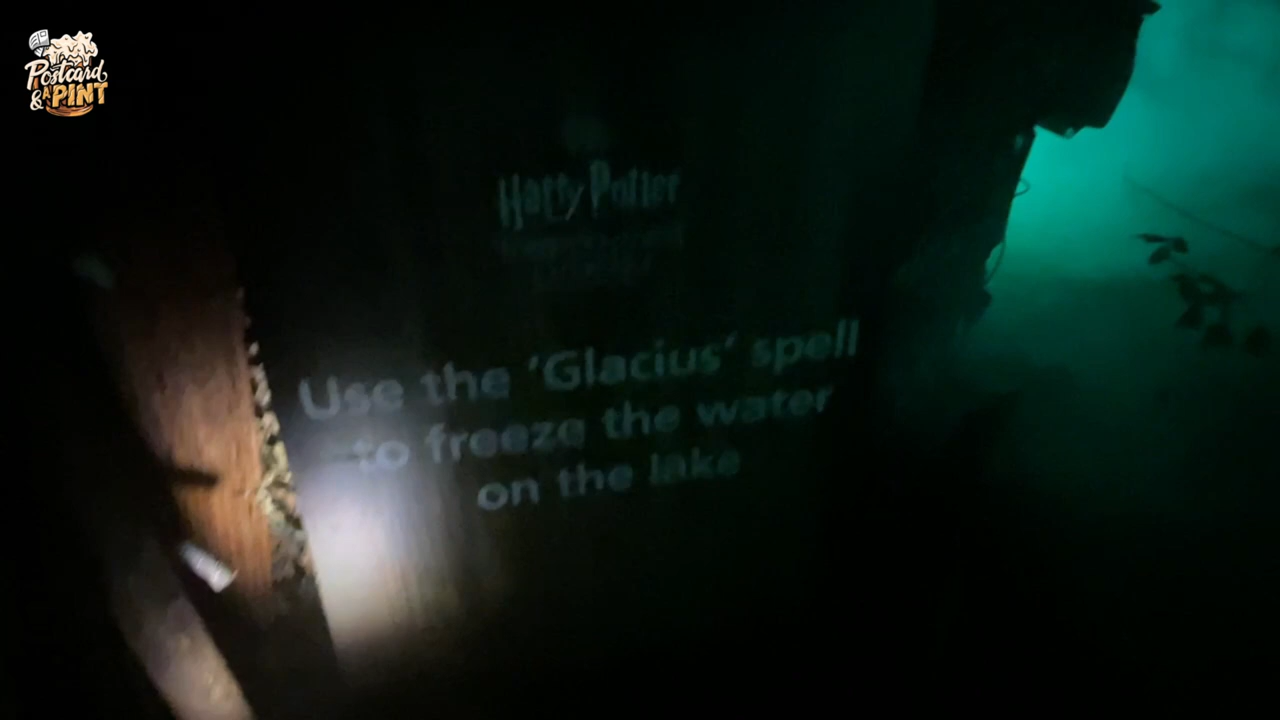 Postcard
& A PINT
Harry Potter
Use the 'Glacius' spell
to freeze the water
on the lake